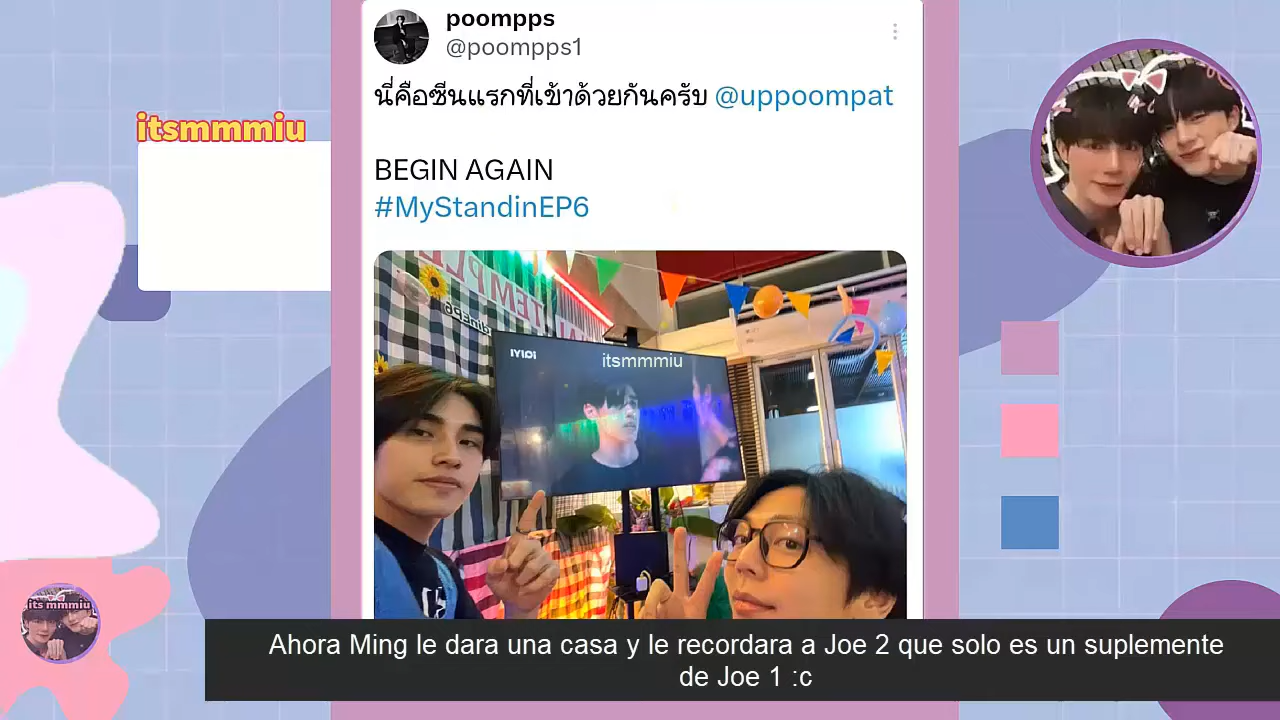 poompps
@poompps1
นี่คือซีนแรกที่เข้าด้วยกันครับ @uppoompat
itsmmmiu
BEGIN AGAIN
#MyStandinEP6
itsmmmiu
its mmmiu
Ahora Ming le dara una casa y le recordara a Joe 2 que solo es un suplemente
de Joe 1 :c